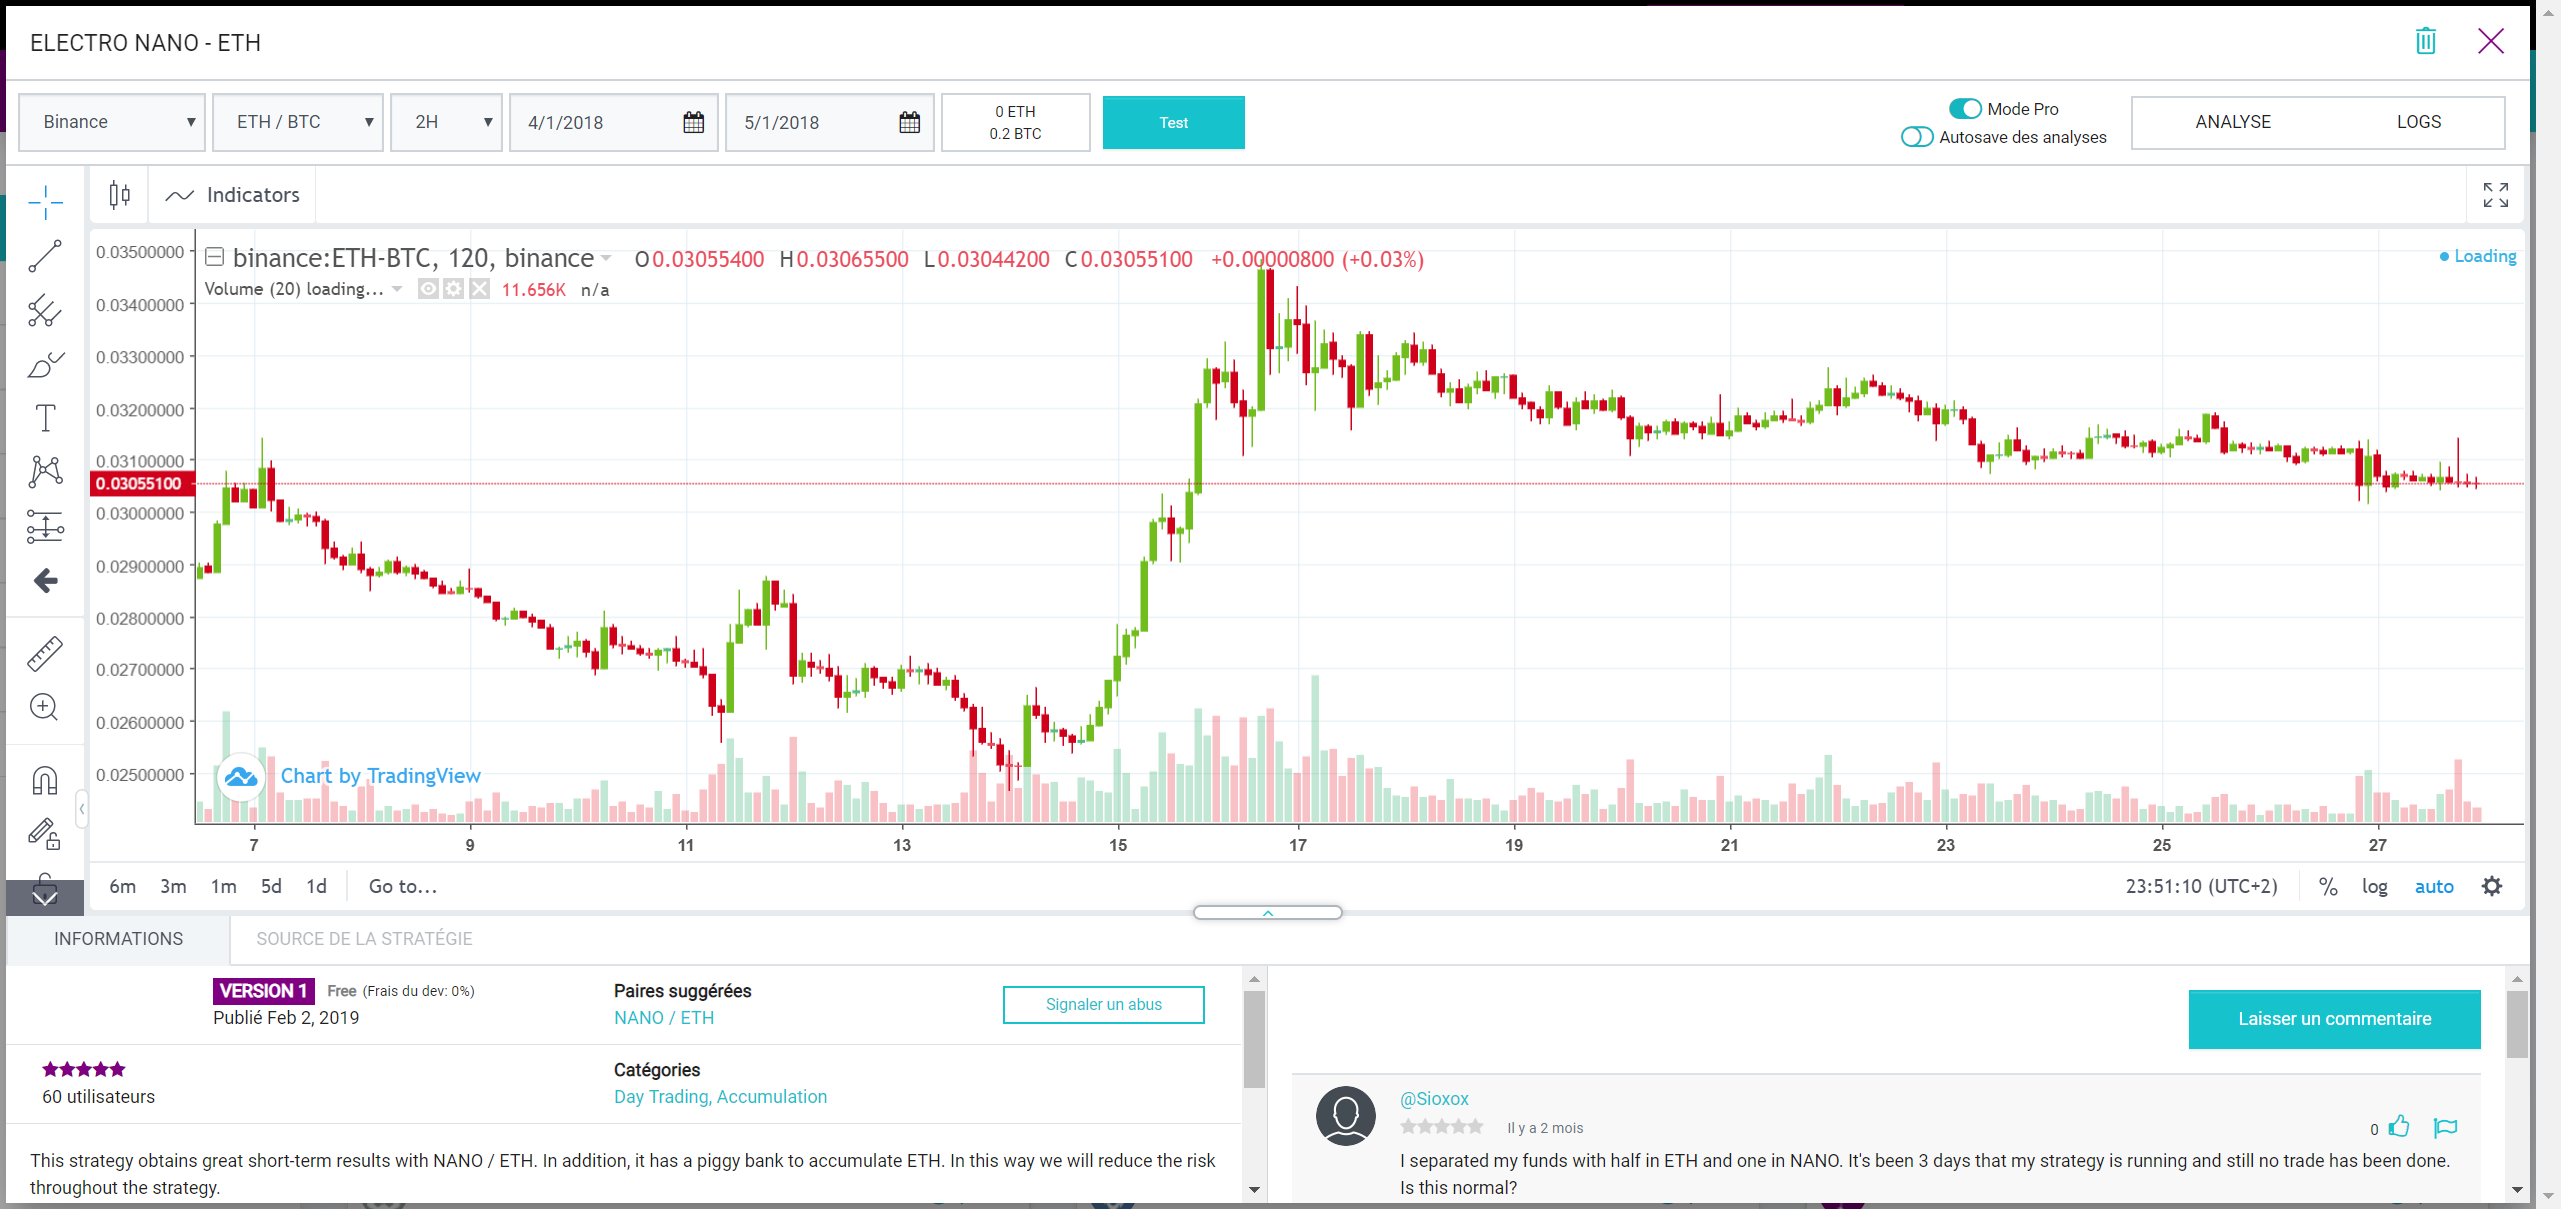 ELECTRO NANO - ETH
Binance
ETH / BTC
2H
4/1/2018
5/1/2018
0 ETH
0.2 BTC
Test
Mode Pro
Autosave des analyses
ANALYSE
LOGS
Indicators
binance:ETH-BTC, 120, binance
O0.03055400 H0.03065500 L0.03044200 C0.03055100 +0.00000800 (+0.03%)
Loading
Volume (20) loading... 11.656K n/a
0.03500000
0.03400000
0.03300000
0.03200000
0.03100000
0.03055100
0.03000000
0.02900000
0.02800000
0.02700000
0.02600000
0.02500000
Chart by TradingView
7 9 11 13 15 17 19 21 23 25 27
6m 3m 1m 5d 1d Go to...
23:51:10 (UTC+2) % log auto
INFORMATIONS
SOURCE DE LA STRATÉGIE
VERSION 1 Free (Frais du dev: 0%)
Publié Feb 2, 2019
Paires suggérées
NANO / ETH
Signaler un abus
60 utilisateurs
Catégories
Day Trading, Accumulation
This strategy obtains great short-term results with NANO / ETH. In addition, it has a piggy bank to accumulate ETH. In this way we will reduce the risk
throughout the strategy.
Laisser un commentaire
@Sioxox
Il y a 2 mois
0
I separated my funds with half in ETH and one in NANO. It's been 3 days that my strategy is running and still no trade has been done.
Is this normal?